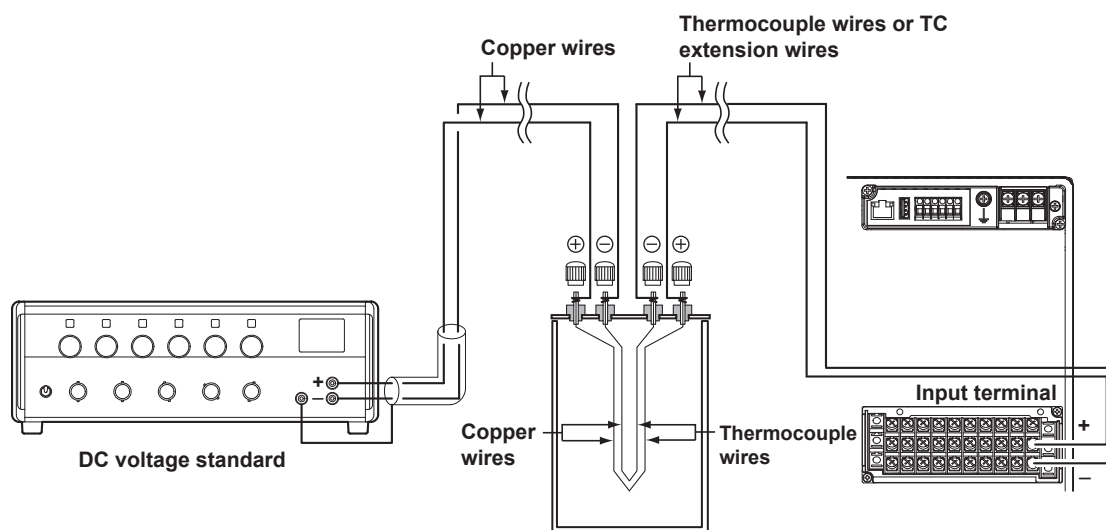 Copper wires
Thermocouple wires or TC
extension wires
+ − − +
+
−
DC voltage standard
Copper
wires
Thermocouple
wires
Input terminal
+
−